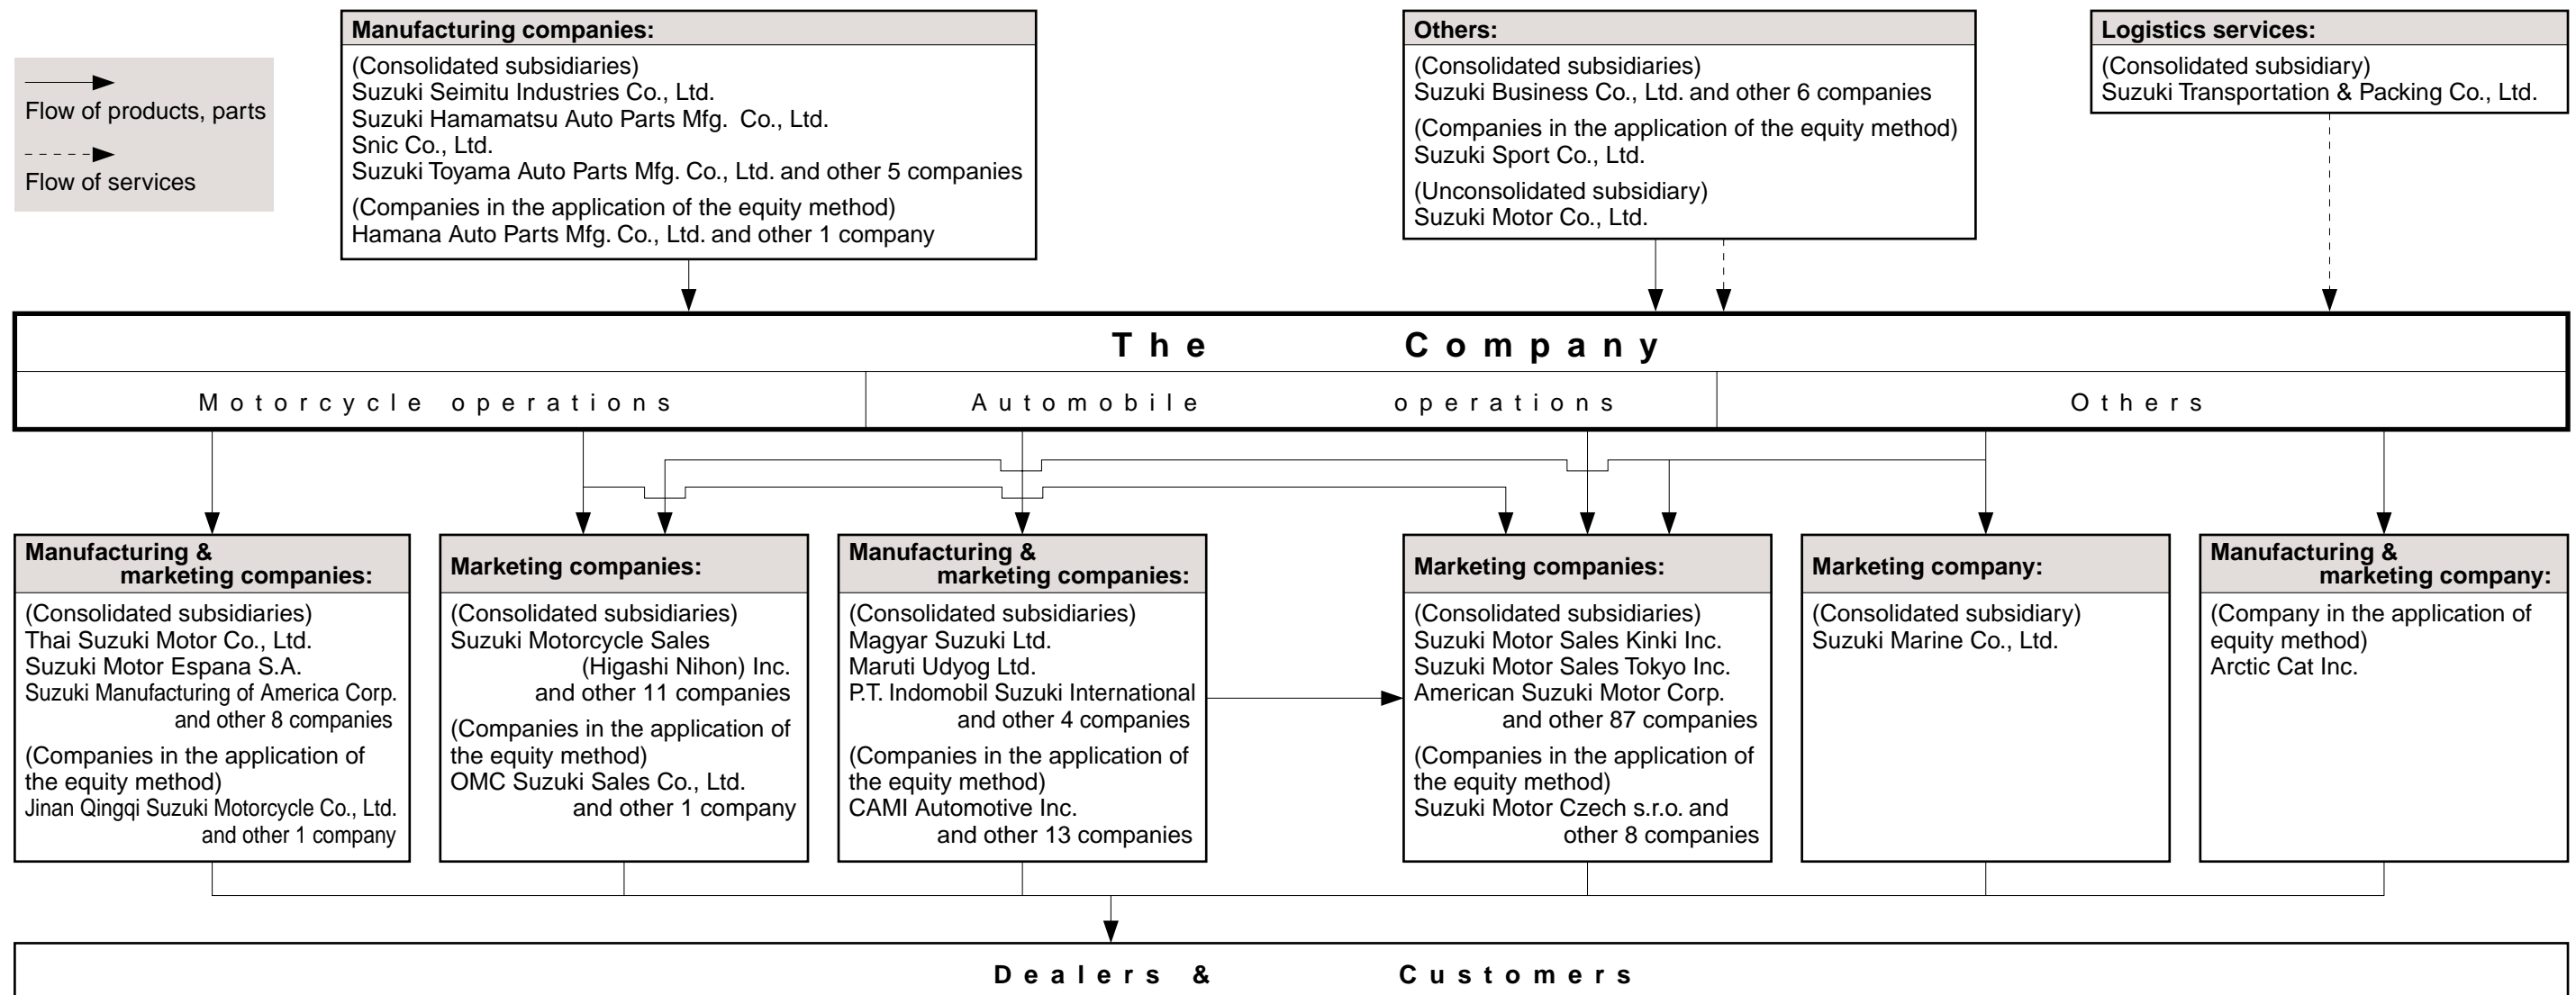 Flow of products, parts
Flow of services
Manufacturing companies:
(Consolidated subsidiaries)
Suzuki Seimitu Industries Co., Ltd.
Suzuki Hamamatsu Auto Parts Mfg. Co., Ltd.
Snic Co., Ltd.
Suzuki Toyama Auto Parts Mfg. Co., Ltd. and other 5 companies
(Companies in the application of the equity method)
Hamana Auto Parts Mfg. Co., Ltd. and other 1 company
Others:
(Consolidated subsidiaries)
Suzuki Business Co., Ltd. and other 6 companies
(Companies in the application of the equity method)
Suzuki Sport Co., Ltd.
(Unconsolidated subsidiary)
Suzuki Motor Co., Ltd.
Logistics services:
(Consolidated subsidiary)
Suzuki Transportation & Packing Co., Ltd.
The Company
Motorcycle operations
Automobile operations
Others
Manufacturing &
marketing companies:
(Consolidated subsidiaries)
Thai Suzuki Motor Co., Ltd.
Suzuki Motor Espana S.A.
Suzuki Manufacturing of America Corp.
and other 8 companies
(Companies in the application of
the equity method)
Jinan Qingqi Suzuki Motorcycle Co., Ltd.
and other 1 company
Marketing companies:
(Consolidated subsidiaries)
Suzuki Motorcycle Sales
(Higashi Nihon) Inc.
and other 11 companies
(Companies in the application of
the equity method)
OMC Suzuki Sales Co., Ltd.
and other 1 company
Manufacturing &
marketing companies:
(Consolidated subsidiaries)
Magyar Suzuki Ltd.
Maruti Udyog Ltd.
P.T. Indomobil Suzuki International
and other 4 companies
(Companies in the application of
the equity method)
CAMI Automotive Inc.
and other 13 companies
Marketing companies:
(Consolidated subsidiaries)
Suzuki Motor Sales Kinki Inc.
Suzuki Motor Sales Tokyo Inc.
American Suzuki Motor Corp.
and other 87 companies
(Companies in the application of
the equity method)
Suzuki Motor Czech s.r.o. and
other 8 companies
Marketing company:
(Consolidated subsidiary)
Suzuki Marine Co., Ltd.
Manufacturing &
marketing company:
(Company in the application of
equity method)
Arctic Cat Inc.
Dealers & Customers